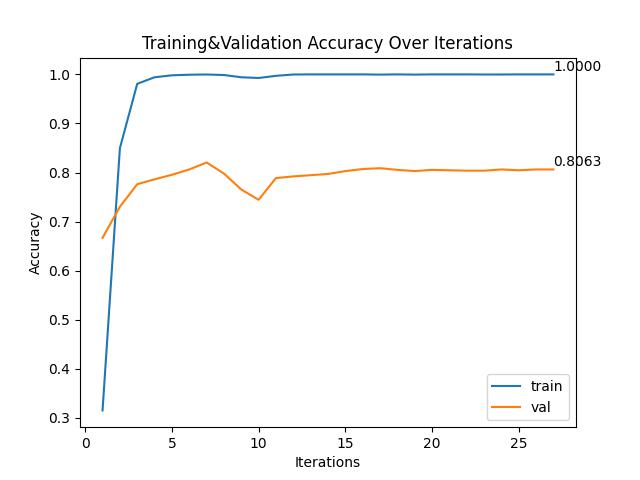 Training&Validation Accuracy Over Iterations
1.0000
1.0
0.9
0.8063
0.8
0.7
0.6
0.5
0.4
0.3
Accuracy
train
val
0 5 10 15 20 25
Iterations